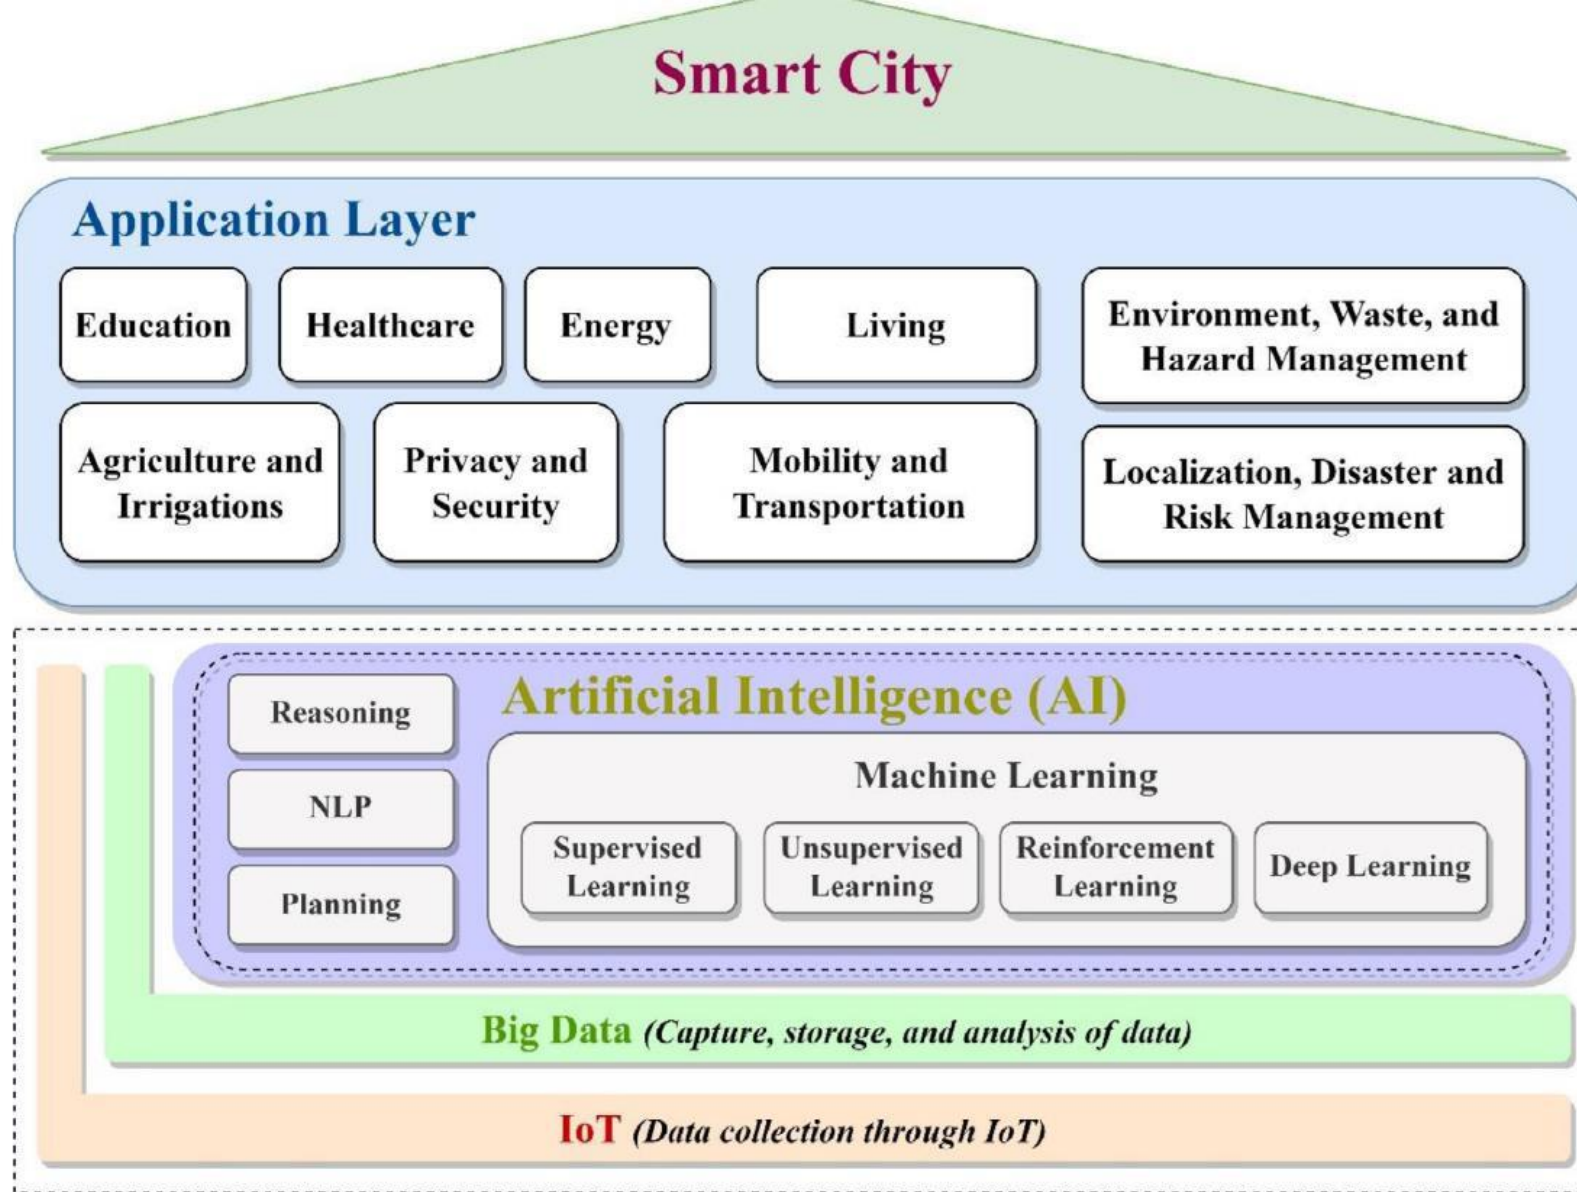 Smart City
Application Layer
Education
Healthcare
Energy
Living
Environment, Waste, and
Hazard Management
Agriculture and
Irrigations
Privacy and
Security
Mobility and
Transportation
Localization, Disaster and
Risk Management
Artificial Intelligence (AI)
Reasoning
NLP
Planning
Machine Learning
Supervised
Learning
Unsupervised
Learning
Reinforcement
Learning
Deep Learning
Big Data (Capture, storage, and analysis of data)
IoT (Data collection through IoT)